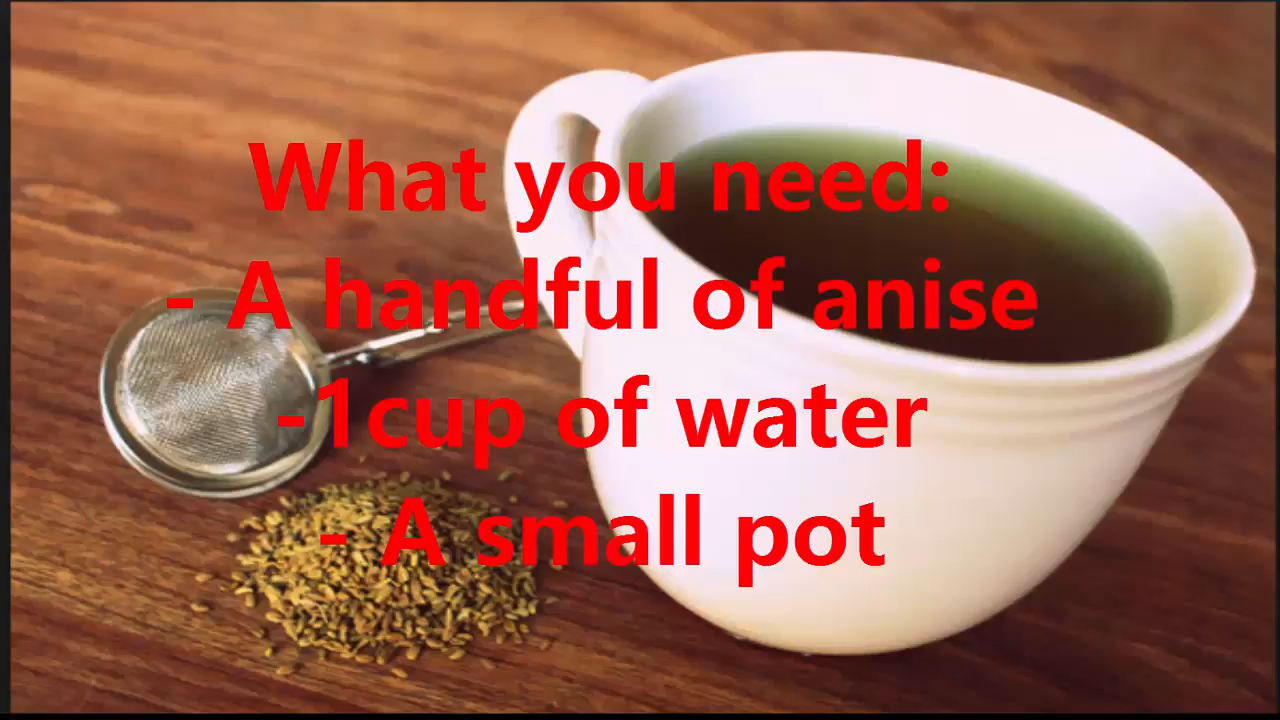 What you need:
- A handful of anise
-1cup of water
- A small pot